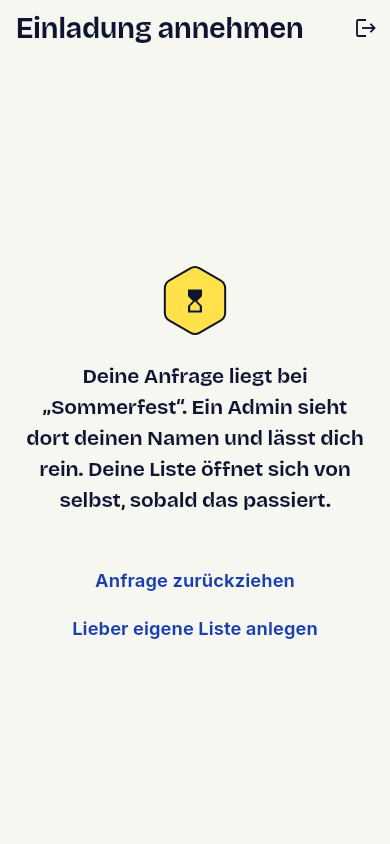 Einladung annehmen
Deine Anfrage liegt bei
„Sommerfest“. Ein Admin sieht
dort deinen Namen und lässt dich
rein. Deine Liste öffnet sich von
selbst, sobald das passiert.
Anfrage zurückziehen
Lieber eigene Liste anlegen